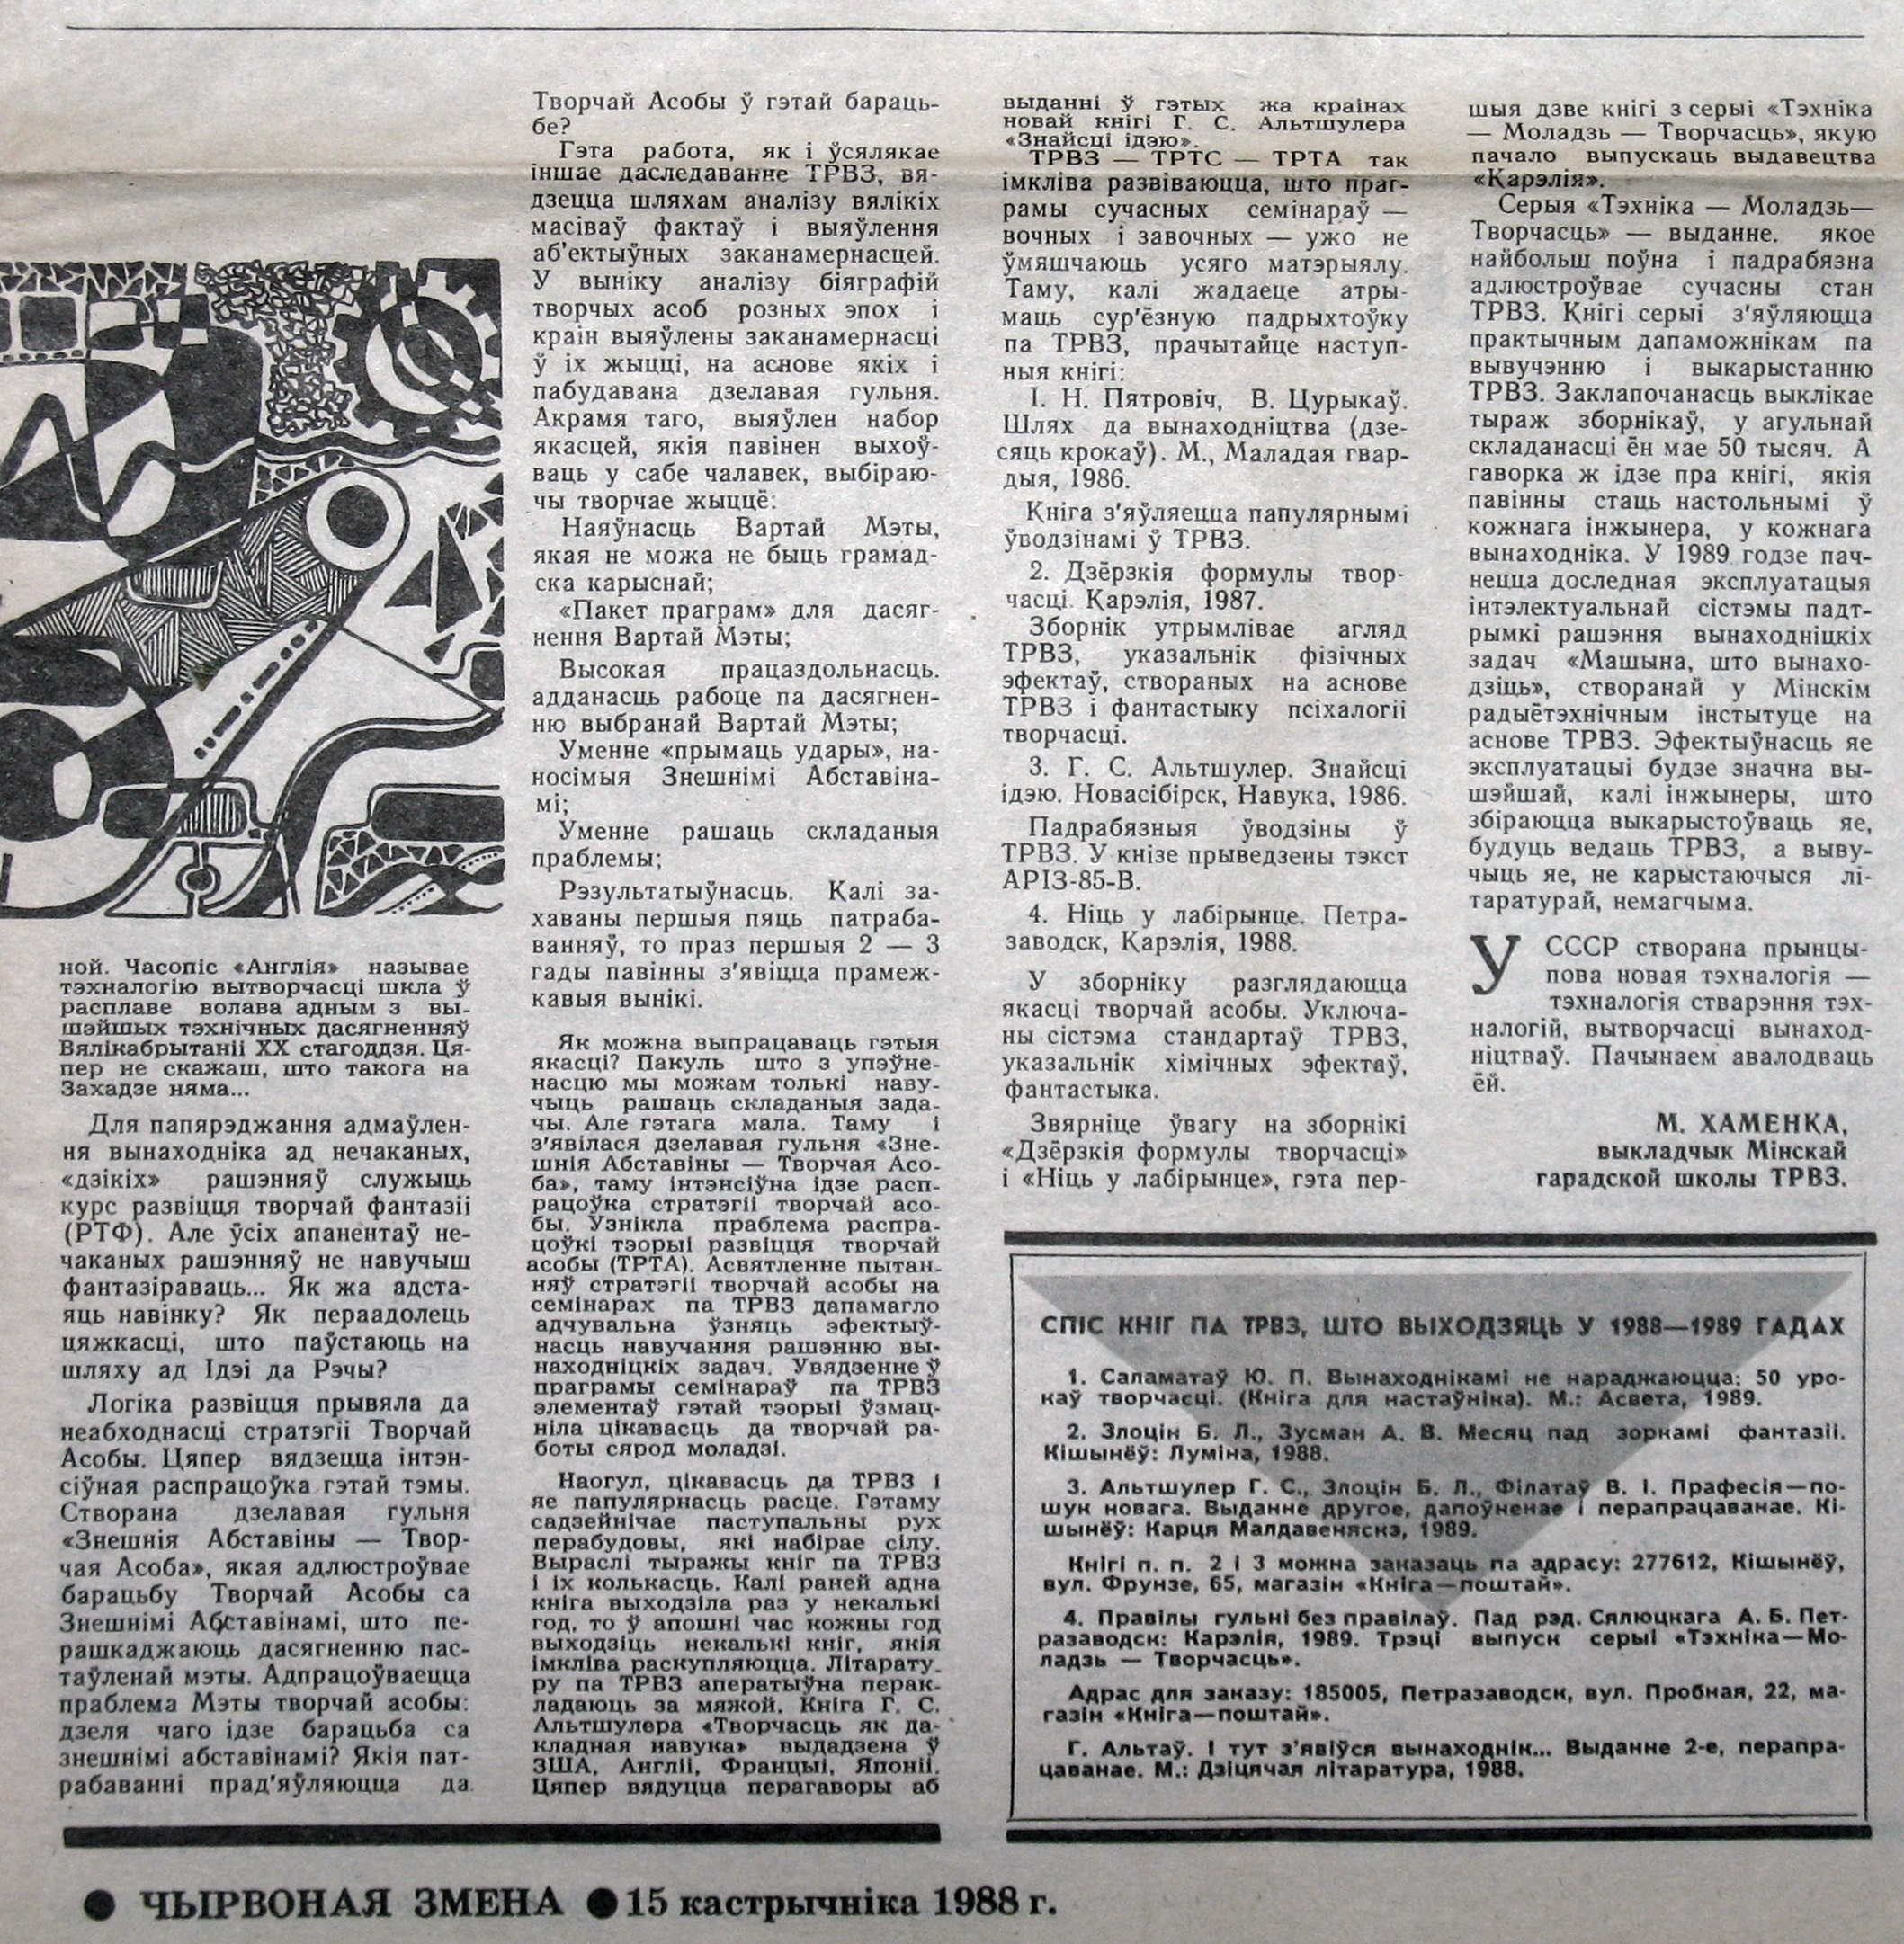 ной. Часопіс «Англія» называе
тэхналогію вытворчасці шкла ў
расплаве волава адным з вы-
шэйшых тэхнічных дасягненняў
Вялікабрытаніі XX стагоддзя. Ця-
пер не скажаш, што такога на
Захадзе няма...
Для папярэджання адмаўлен-
ня вынаходніка ад нечаканых,
«дзікіх» рашэнняў служыць
курс развіцця творчай фантазіі
(РТФ). Але ўсіх апанентаў не-
чаканых рашэнняў не навучыш
фантазіраваць... Як жа адста-
яць навінку? Як пераадолець
цяжкасці, што паўстаюць на
шляху ад Ідэі да Рэчы?
Логіка развіцця прывяла да
неабходнасці стратэгіі Творчай
Асобы. Цяпер вядзецца інтэн-
сіўная распрацоўка гэтай тэмы.
Створана дзелавая гульня
«Знешнія Абставіны — Твор-
чая Асоба», якая адлюстроўвае
барацьбу Творчай Асобы са
Знешнімі Абставінамі, што пе-
рашкаджаюць дасягненню пас-
таўленай мэты. Адпрацоўваецца
праблема Мэты творчай асобы:
дзеля чаго ідзе барацьба са
знешнімі абставінамі? Якія пат-
рабаванні прад'яўляюцца да
Творчай Асобы ў гэтай бараць-
бе?
Гэта работа, як і ўсялякае
іншае даследаванне ТРВЗ, вя-
дзецца шляхам аналізу вялікіх
масіваў фактаў і выяўлення
аб'ектыўных заканамернасцей.
У выніку аналізу біяграфій
творчых асоб розных эпох і
краін выяўлены заканамернасці
ў іх жыцці, на аснове якіх і
пабудавана дзелавая гульня.
Акрамя таго, выяўлен набор
якасцей, якія павінен выхоў-
ваць у сабе чалавек, выбіраю-
чы творчае жыццё:
Наяўнасць Вартай Мэты,
якая не можа не быць грамад-
ска карыснай;
«Пакет праграм» для дасяг-
нення Вартай Мэты;
Высокая працаздольнасць.
адданасць рабоце па дасягнен-
ню выбранай Вартай Мэты;
Уменне «прымаць удары», на-
носімыя Знешнімі Абставіна-
мі;
Уменне рашаць складаныя
праблемы;
Рэзультатыўнасць. Калі за-
хаваны першыя пяць патраба-
ванняў, то праз першыя 2 — 3
гады павінны з'явіцца прамеж-
кавыя вынікі.
Як можна выпрацаваць гэтыя
якасці? Пакуль што з упэўне-
насцю мы можам толькі наву-
чыць рашаць складаныя зада-
чы. Але гэтага мала. Таму і
з'явілася дзелавая гульня «Зне-
шнія Абставіны — Творчая Асо-
ба», таму інтэнсіўна ідзе расп-
рацоўка стратэгіі творчай асо-
бы. Узнікла праблема распра-
цоўкі тэорыі развіцця творчай
асобы (ТРТА). Асвятленне пытан-
няў стратэгіі творчай асобы на
семінарах па ТРВЗ дапамагло
адчувальна ўзняць эфектыў-
насць навучання рашэнню вы-
находніцкіх задач. Увядзенне ў
праграмы семінараў па ТРВЗ
элементаў гэтай тэорыі ўзмац-
ніла цікавасць да творчай ра-
боты сярод моладзі.
Наогул, цікавасць да ТРВЗ і
яе папулярнасць расце. Гэтаму
садзейнічае паступальны рух
перабудовы, які набірае сілу.
Выраслі тыражы кніг па ТРВЗ
і іх колькасць. Калі раней адна
кніга выходзіла раз у некалькі
год, то ў апошні час кожны год
выходзіць некалькі кніг, якія
імкліва раскупляюцца. Літарату-
ру па ТРВЗ аператыўна перак-
ладаюць за мяжой. Кніга Г. С.
Альтшулера «Творчасць як да-
кладная навука» выдадзена ў
ЗША, Англіі, Францыі, Японіі.
Цяпер вядуцца перагаворы аб
выданні ў гэтых жа краінах
новай кнігі Г. С. Альтшулера
«Знайсці ідэю».
ТРВЗ — ТРТС — ТРТА так
імкліва развіваюцца, што праг-
рамы сучасных семінараў —
вочных і завочных — ужо не
ўмяшчаюць усяго матэрыялу.
Таму, калі жадаеце атры-
маць сур'ёзную падрыхтоўку
па ТРВЗ, прачытайце наступ-
ныя кнігі:
І. Н. Пятровіч, В. Цурыкаў.
Шлях да вынаходніцтва (дзе-
сяць крокаў). М., Маладая гвар-
дыя, 1986.
Кніга з'яўляецца папулярнымі
ўводзінамі ў ТРВЗ.
2. Дзёрзкія формулы твор-
часці. Карэлія, 1987.
Зборнік утрымлівае агляд
ТРВЗ, указальнік фізічных
эфектаў, створаных на аснове
ТРВЗ і фантастыку псіхалогіі
творчасці.
3. Г. С. Альтшулер. Знайсці
ідэю. Новасібірск, Навука, 1986.
Падрабязныя ўводзіны ў
ТРВЗ. У кнізе прыведзены тэкст
АРІЗ-85-В.
4. Ніць у лабірынце. Петра-
заводск, Карэлія, 1988.
У зборніку разглядаюцца
якасці творчай асобы. Уключа-
ны сістэма стандартаў ТРВЗ,
указальнік хімічных эфектаў,
фантастыка.
Звярніце ўвагу на зборнікі
«Дзёрзкія формулы творчасці»
і «Ніць у лабірынце», гэта пер-
шыя дзве кнігі з серыі «Тэхніка
— Моладзь — Творчасць», якую
пачало выпускаць выдавецтва
«Карэлія».
Серыя «Тэхніка — Моладзь—
Творчасць» — выданне. якое
найбольш поўна і падрабязна
адлюстроўвае сучасны стан
ТРВЗ. Кнігі серыі з'яўляюцца
практычным дапаможнікам па
вывучэнню і выкарыстанню
ТРВЗ. Заклапочанасць выклікае
тыраж зборнікаў, у агульнай
складанасці ён мае 50 тысяч. А
гаворка ж ідзе пра кнігі, якія
павінны стаць настольнымі ў
кожнага інжынера, у кожнага
вынаходніка. У 1989 годзе пач-
нецца доследная эксплуатацыя
інтэлектуальнай сістэмы падт-
рымкі рашэння вынаходніцкіх
задач «Машына, што вынахо-
дзіць», створанай у Мінскім
радыётэхнічным інстытуце на
аснове ТРВЗ. Эфектыўнасць яе
эксплуатацыі будзе значна вы-
шэйшай, калі інжынеры, што
збіраюцца выкарыстоўваць яе,
будуць ведаць ТРВЗ, а выву-
чыць яе, не карыстаючыся лі-
таратурай, немагчыма.
У СССР створана прынцы-
пова новая тэхналогія —
тэхналогія стварэння тэх-
налогій, вытворчасці вынаход-
ніцтваў. Пачынаем авалодваць
ёй.
М. ХАМЕНКА,
выкладчык Мінскай
гарадской школы ТРВЗ.
СПІС КНІГ ПА ТРВЗ, ШТО ВЫХОДЗЯЦЬ У 1988—1989 ГАДАХ
1. Саламатаў Ю. П. Вынаходнікамі не нараджаюцца: 50 уро-
каў творчасці. (Кніга для настаўніка). М.: Асвета, 1989.
2. Злоцін Б. Л., Зусман А. В. Месяц пад зоркамі фантазіі.
Кішынёў: Луміна, 1988.
3. Альтшулер Г. С., Злоцін Б. Л., Філатаў В. І. Прафесія—по-
шук новага. Выданне другое, дапоўненае і перапрацаванае. Кі-
шынёў: Карця Малдавеняскэ, 1989.
Кнігі п. п. 2 і 3 можна заказаць па адрасу: 277612, Кішынёў,
вул. Фрунзе, 65, магазін «Кніга—поштай».
4. Правілы гульні без правілаў. Пад рэд. Сялюцкага А. Б. Пет-
разаводск: Карэлія, 1989. Трэці выпуск серыі «Тэхніка—Мо-
ладзь — Творчасць».
Адрас для заказу: 185005, Петразаводск, вул. Пробная, 22, ма-
газін «Кніга—поштай».
Г. Альтаў. І тут з'явіўся вынаходнік... Выданне 2-е, перапра-
цаванае. М.: Дзіцячая літаратура, 1988.
● ЧЫРВОНАЯ ЗМЕНА ● 15 кастрычніка 1988 г.